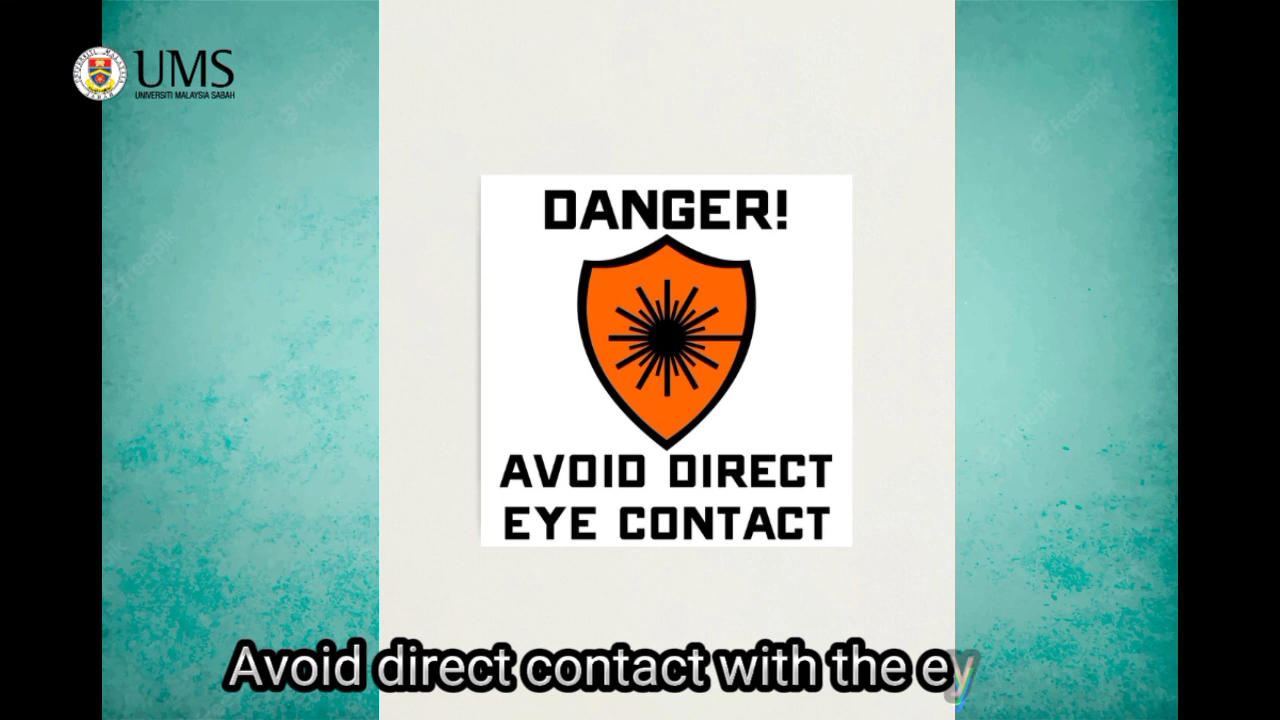 UMS
UNIVERSITI MALAYSIA SABAH
DANGER!
AVOID DIRECT
EYE CONTACT
Avoid direct contact with the ey